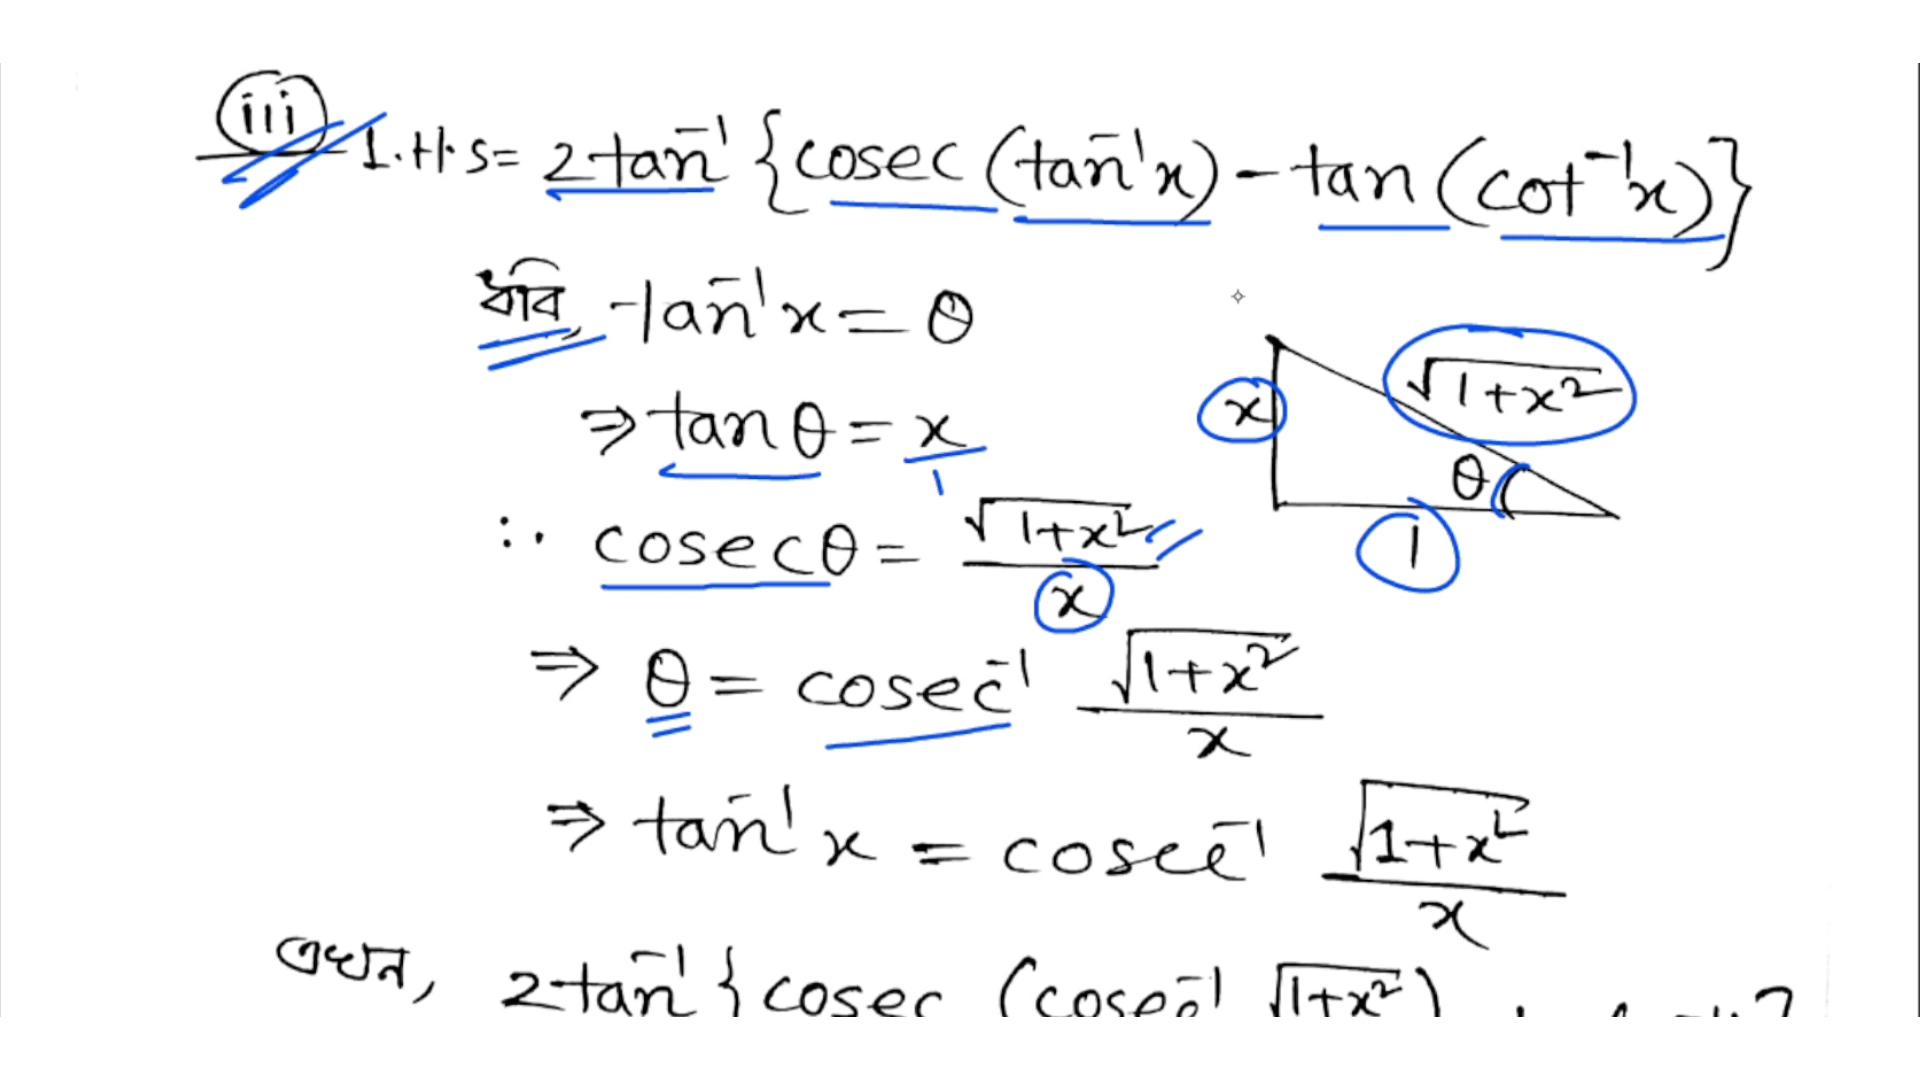 iii L.H.S = 2tan⁻¹ {cosec (tan⁻¹x) - tan (cot⁻¹x)}
ধরি, tan⁻¹x = θ
⇒ tanθ = x/1
x √1+x² θ 1
∴ cosecθ = √1+x² / x
⇒ θ = cosec⁻¹ √1+x² / x
⇒ tan⁻¹x = cosec⁻¹ √1+x² / x
এখন, 2tan⁻¹ { cosec (cosec⁻¹ √1+x²)